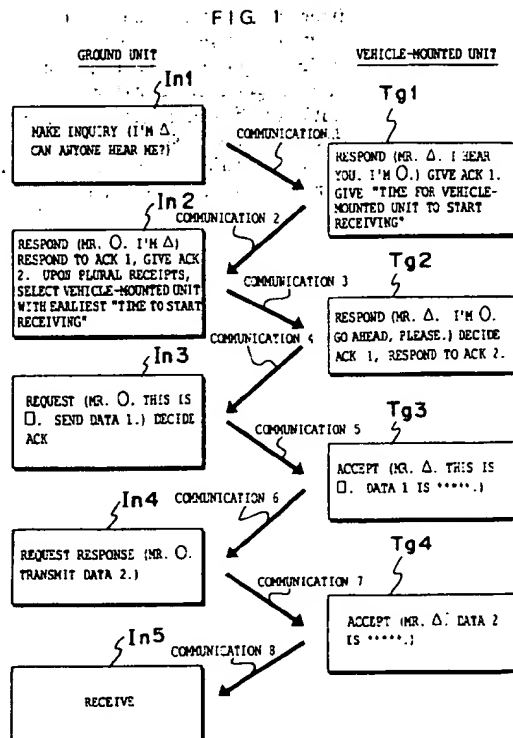 FIG. 1
GROUND UNIT
VEHICLE-MOUNTED UNIT
In1
MAKE INQUIRY (I'M Δ.
CAN ANYONE HEAR ME?)
COMMUNICATION 1
Tg1
RESPOND (MR. Δ. I HEAR
YOU. I'M O.) GIVE ACK 1.
GIVE "TIME FOR VEHICLE-
MOUNTED UNIT TO START
RECEIVING"
COMMUNICATION 2
In2
RESPOND (MR. O. I'M Δ)
RESPOND TO ACK 1, GIVE ACK
2. UPON PLURAL RECEIPTS,
SELECT VEHICLE-MOUNTED UNIT
WITH EARLIEST "TIME TO START
RECEIVING"
COMMUNICATION 3
Tg2
RESPOND (MR. Δ. I'M O.
GO AHEAD, PLEASE.) DECIDE
ACK 1, RESPOND TO ACK 2.
COMMUNICATION 4
In3
REQUEST (MR. O. THIS IS
□. SEND DATA 1.) DECIDE
ACK
COMMUNICATION 5
Tg3
ACCEPT (MR. Δ. THIS IS
□. DATA 1 IS *****.)
COMMUNICATION 6
In4
REQUEST RESPONSE (MR. O.
TRANSMIT DATA 2.)
COMMUNICATION 7
Tg4
ACCEPT (MR. Δ. DATA 2
IS *****.)
COMMUNICATION 8
In5
RECEIVE